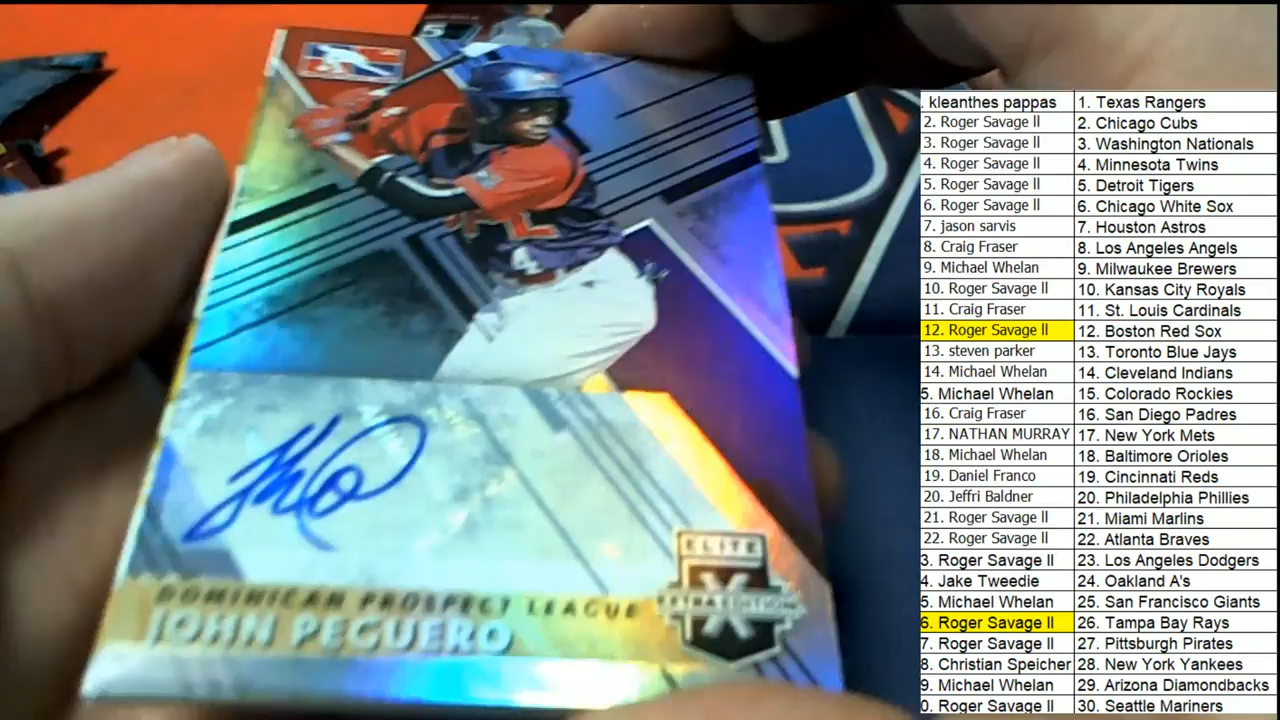 5
4
ELITE
X
EXTRA EDITION
DOMINICAN PROSPECT LEAGUE
JOHN PEGUERO
. kleanthes pappas 1. Texas Rangers
2. Roger Savage ll 2. Chicago Cubs
3. Roger Savage ll 3. Washington Nationals
4. Roger Savage ll 4. Minnesota Twins
5. Roger Savage ll 5. Detroit Tigers
6. Roger Savage ll 6. Chicago White Sox
7. jason sarvis 7. Houston Astros
8. Craig Fraser 8. Los Angeles Angels
9. Michael Whelan 9. Milwaukee Brewers
10. Roger Savage ll 10. Kansas City Royals
11. Craig Fraser 11. St. Louis Cardinals
12. Roger Savage ll 12. Boston Red Sox
13. steven parker 13. Toronto Blue Jays
14. Michael Whelan 14. Cleveland Indians
5. Michael Whelan 15. Colorado Rockies
16. Craig Fraser 16. San Diego Padres
17. NATHAN MURRAY 17. New York Mets
18. Michael Whelan 18. Baltimore Orioles
19. Daniel Franco 19. Cincinnati Reds
20. Jeffri Baldner 20. Philadelphia Phillies
21. Roger Savage ll 21. Miami Marlins
22. Roger Savage ll 22. Atlanta Braves
3. Roger Savage ll 23. Los Angeles Dodgers
4. Jake Tweedie 24. Oakland A's
5. Michael Whelan 25. San Francisco Giants
6. Roger Savage ll 26. Tampa Bay Rays
7. Roger Savage ll 27. Pittsburgh Pirates
8. Christian Speicher 28. New York Yankees
9. Michael Whelan 29. Arizona Diamondbacks
0. Roger Savage ll 30. Seattle Mariners